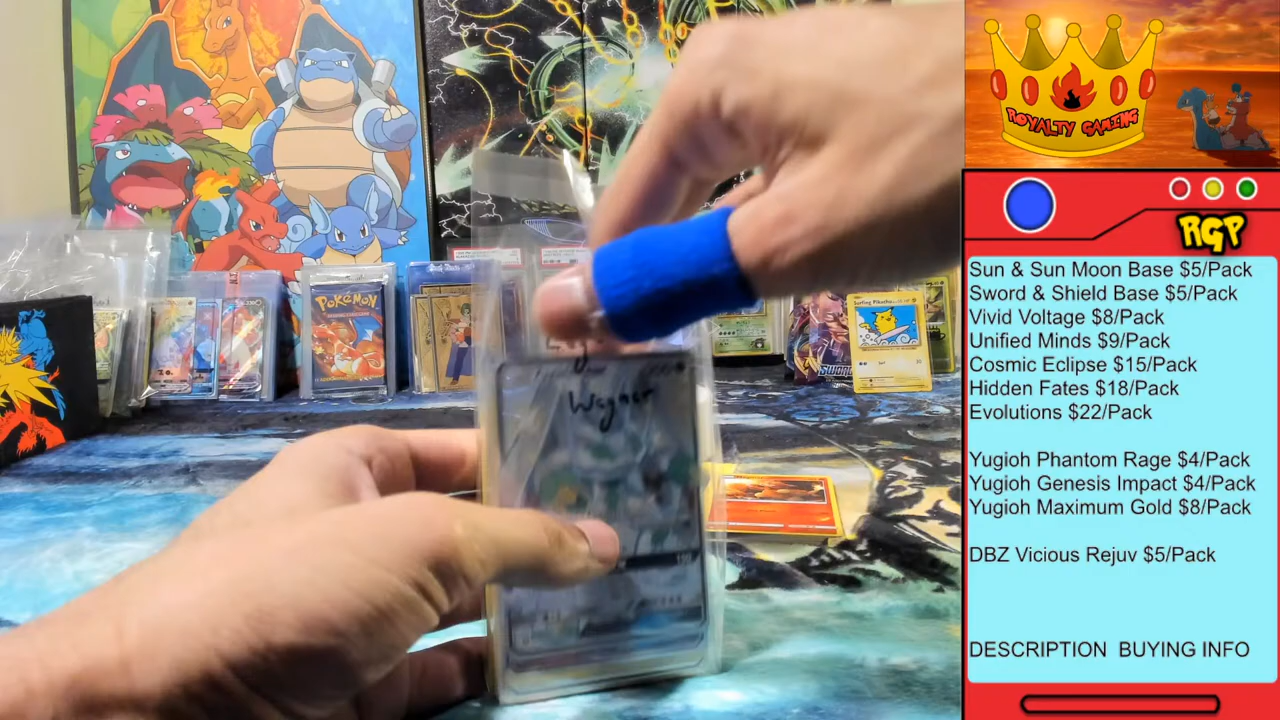 ROYALTY GAMING
RGP
Sun & Sun Moon Base $5/Pack
Sword & Shield Base $5/Pack
Vivid Voltage $8/Pack
Unified Minds $9/Pack
Cosmic Eclipse $15/Pack
Hidden Fates $18/Pack
Evolutions $22/Pack
Yugioh Phantom Rage $4/Pack
Yugioh Genesis Impact $4/Pack
Yugioh Maximum Gold $8/Pack
DBZ Vicious Rejuv $5/Pack
DESCRIPTION BUYING INFO
POKéMON
Surfing Pikachu
Wagner